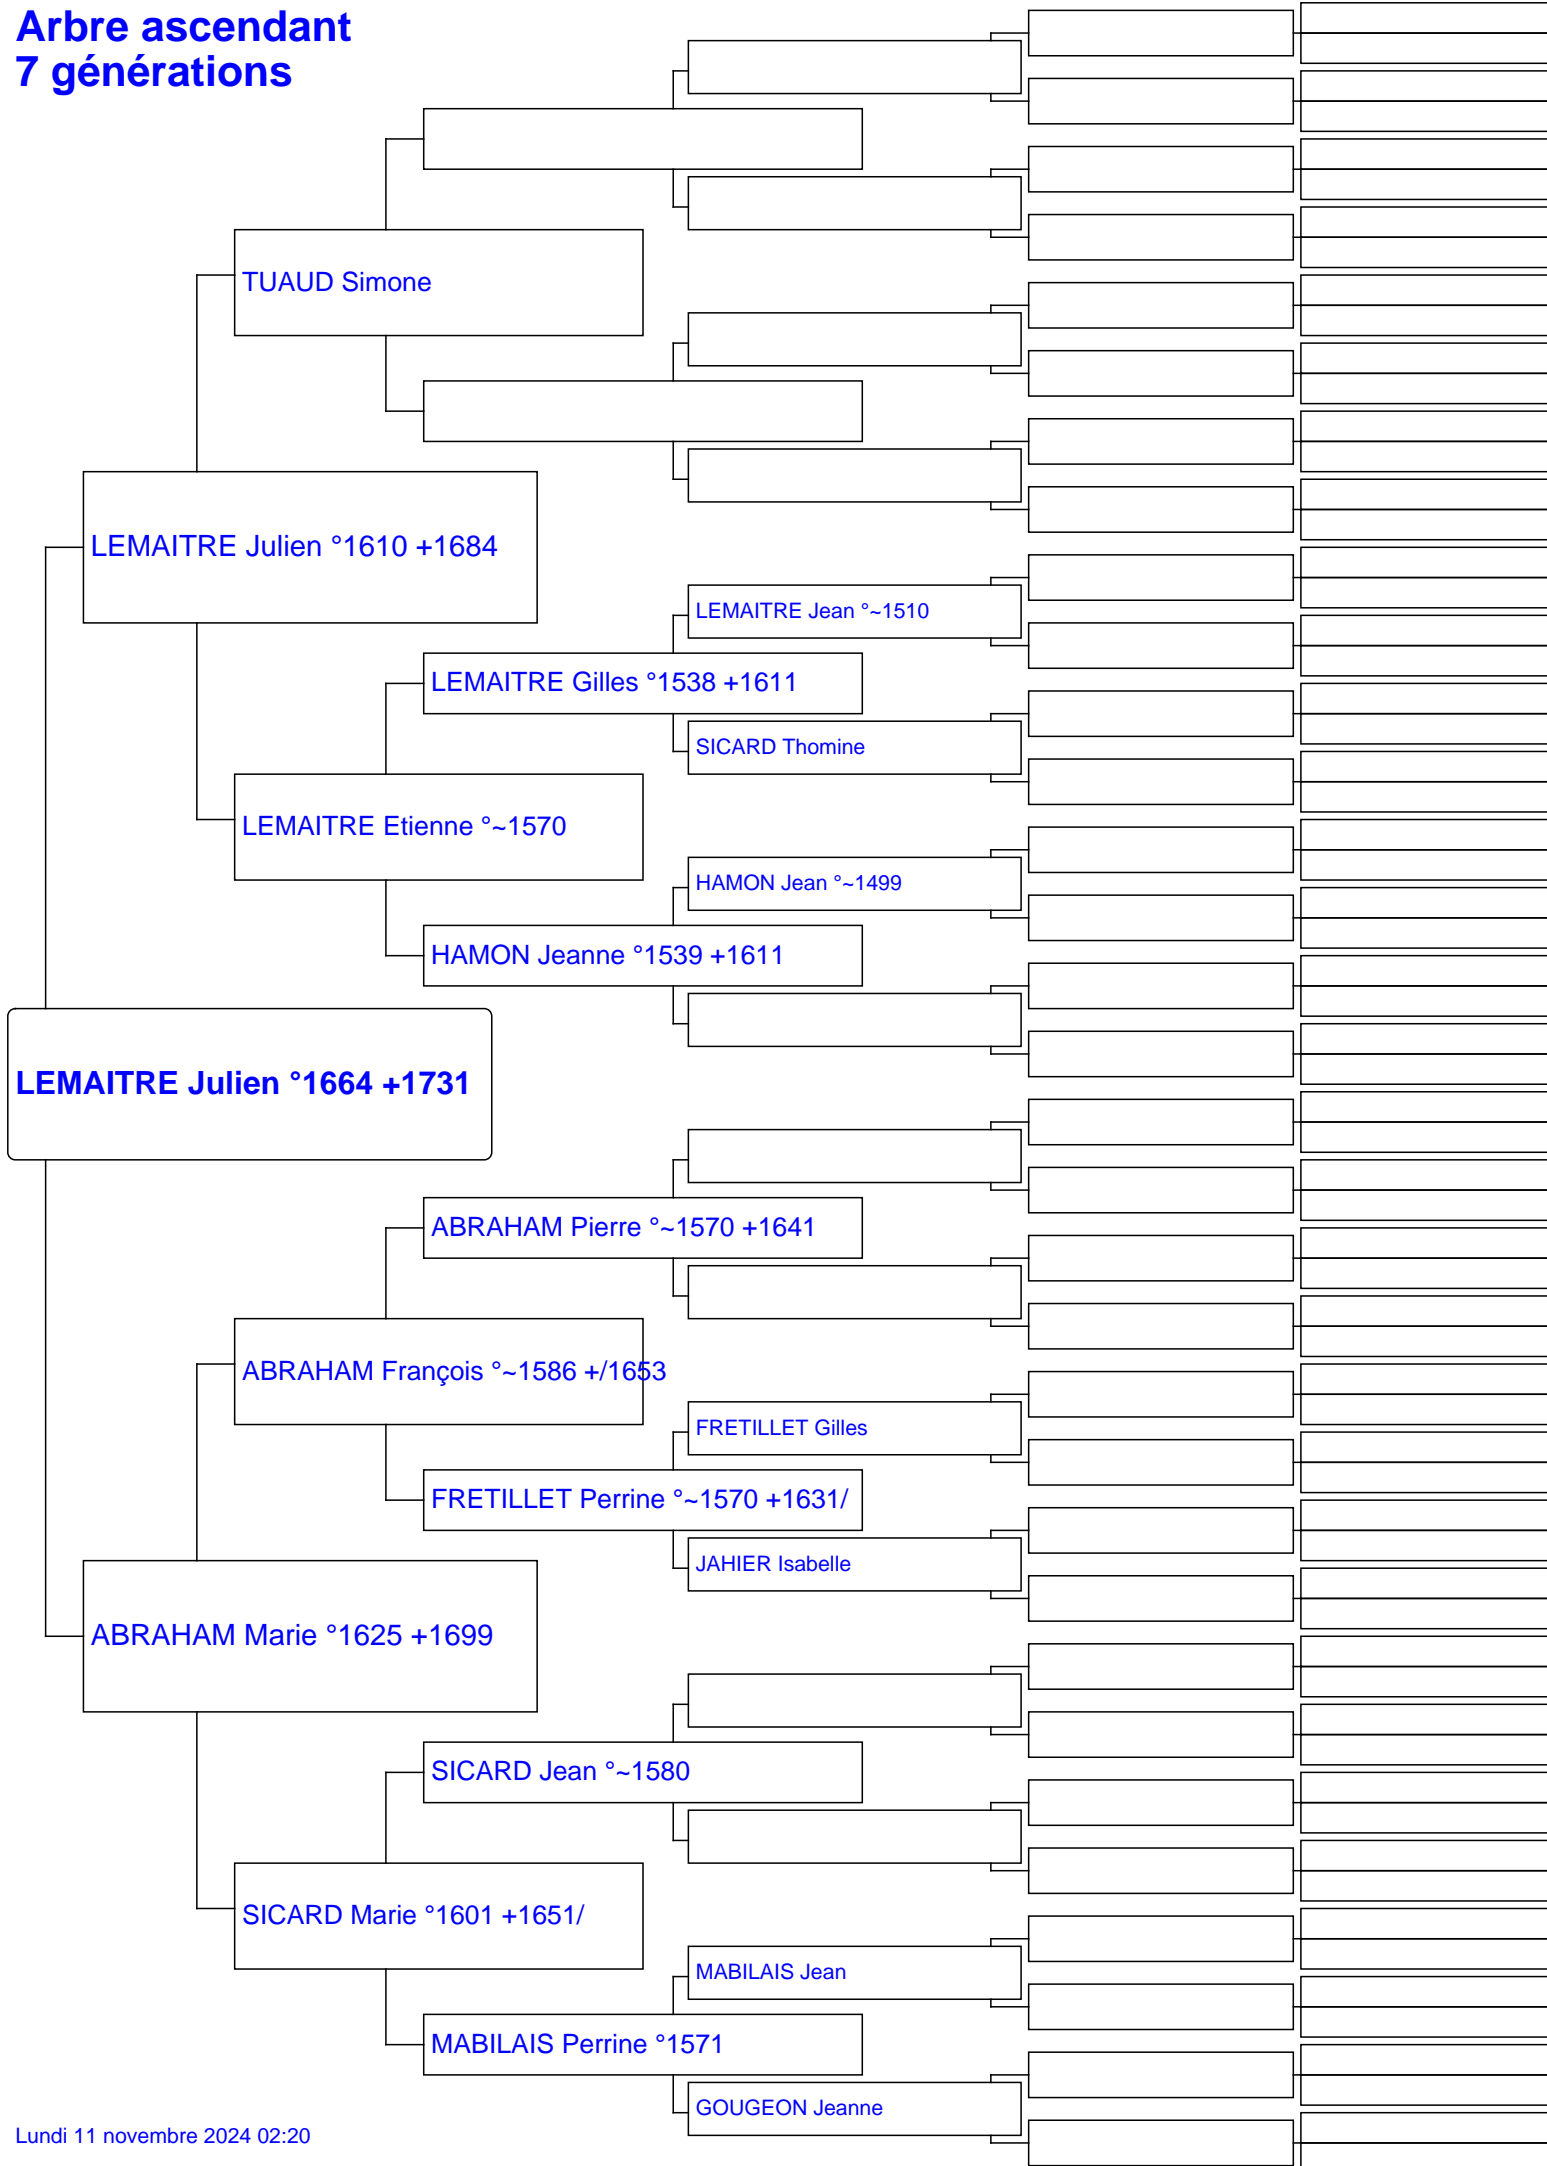 Arbre ascendant
7 générations
TUAUD Simone
LEMAITRE Julien °1610 +1684
LEMAITRE Jean °~1510
LEMAITRE Gilles °1538 +1611
SICARD Thomine
LEMAITRE Etienne °~1570
HAMON Jean °~1499
HAMON Jeanne °1539 +1611
LEMAITRE Julien °1664 +1731
ABRAHAM Pierre °~1570 +1641
ABRAHAM François °~1586 +/1653
FRETILLET Gilles
FRETILLET Perrine °~1570 +1631/
JAHIER Isabelle
ABRAHAM Marie °1625 +1699
SICARD Jean °~1580
SICARD Marie °1601 +1651/
MABILAIS Jean
MABILAIS Perrine °1571
GOUGEON Jeanne
Lundi 11 novembre 2024 02:20